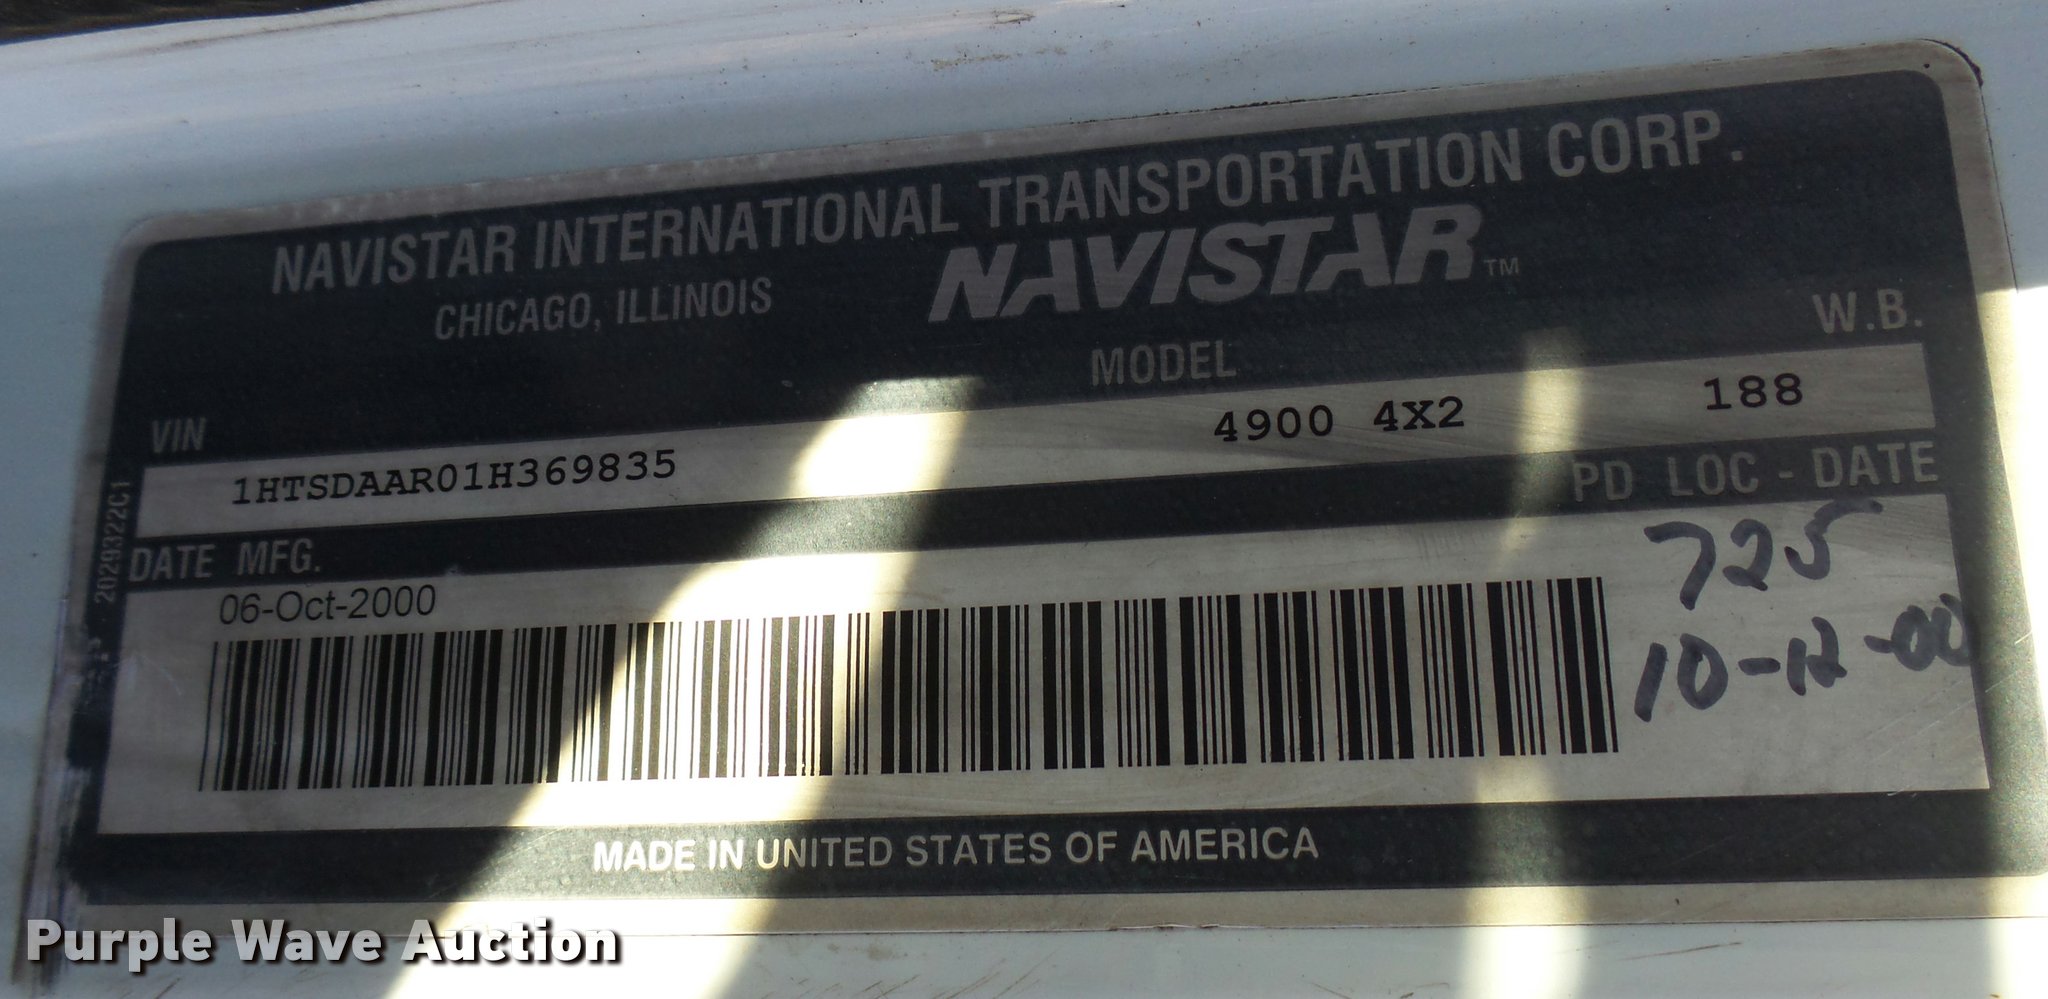 NAVISTAR INTERNATIONAL TRANSPORTATION CORP.
CHICAGO, ILLINOIS
NAVISTAR™
VIN
MODEL
W.B.
1HTSDAAR01H369835
4900 4X2
188
DATE MFG.
PD LOC - DATE
06-Oct-2000
725
10-12-00
MADE IN UNITED STATES OF AMERICA
2029322C1
Purple Wave Auction